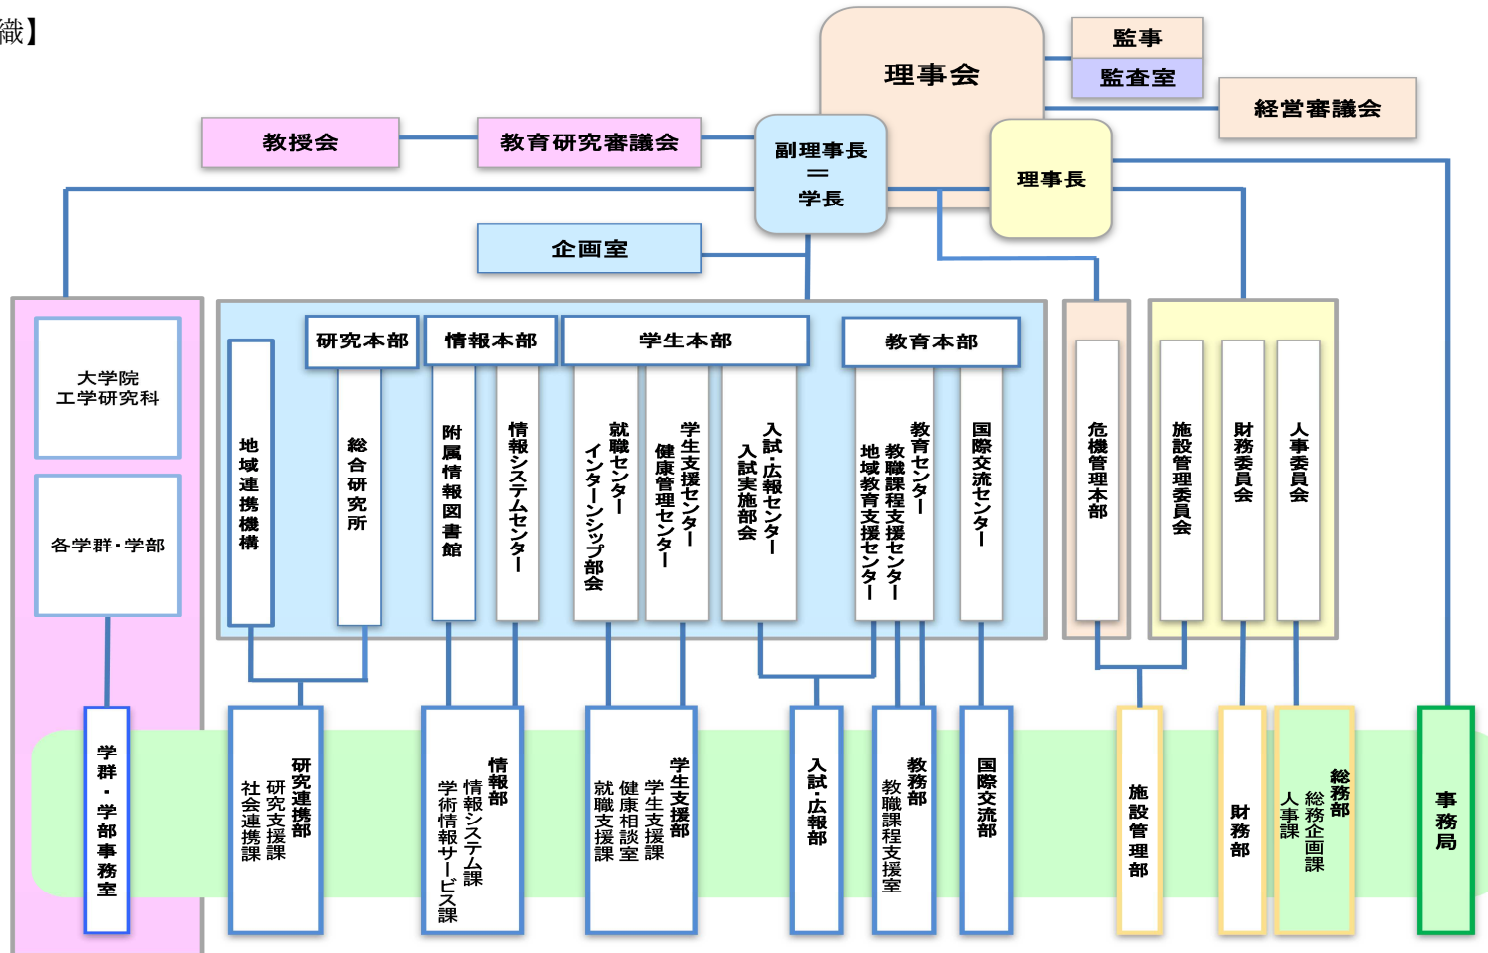 織】
理事会
監事
監査室
経営審議会
教授会
教育研究審議会
副理事長
＝
学長
理事長
企画室
大学院
工学研究科
各学群・学部
研究本部
情報本部
学生本部
教育本部
地域連携機構
総合研究所
附属情報図書館
情報システムセンター
就職センター
インターンシップ部会
学生支援センター
健康管理センター
入試・広報センター
入試実施部会
教育センター
教職課程支援センター
地域教育支援センター
国際交流センター
危機管理本部
施設管理委員会
財務委員会
人事委員会
学群・学部事務室
研究連携部
研究支援課
社会連携課
情報部
情報システム課
学術情報サービス課
学生支援部
学生支援課
健康相談室
就職支援課
入試・広報部
教務部
教職課程支援室
国際交流部
施設管理部
財務部
総務部
総務企画課
人事課
事務局